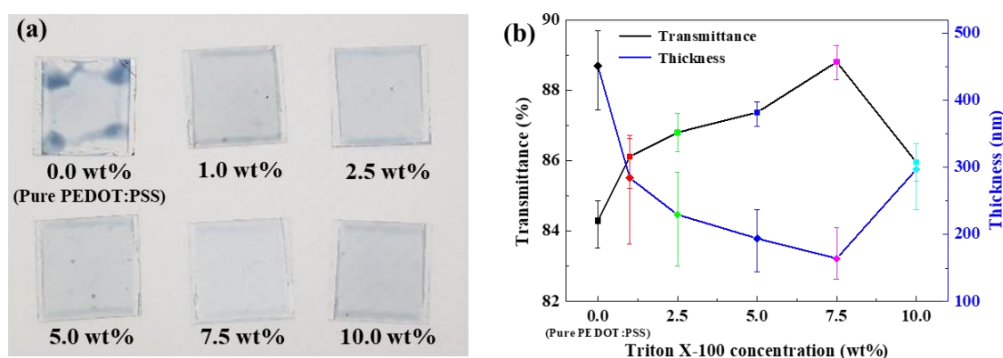 (a)
0.0 wt%
(Pure PEDOT:PSS)
1.0 wt%
2.5 wt%
5.0 wt%
7.5 wt%
10.0 wt%
(b)
Transmittance
Thickness
90
88
86
84
82
Transmittance (%)
500
400
300
200
100
Thickness (nm)
0.0
2.5
5.0
7.5
10.0
(Pure PEDOT:PSS)
Triton X-100 concentration (wt%)